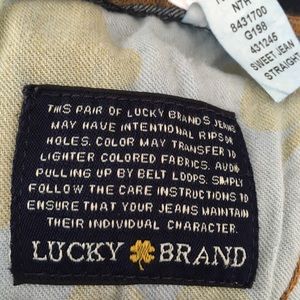 8431700
G198
431245
SWEET JEAN
STRAIGHT
THIS PAIR OF LUCKY BRANDS JEANS
MAY HAVE INTENTIONAL RIPS OR
HOLES. COLOR MAY TRANSFER TO
LIGHTER COLORED FABRICS. AVOID
PULLING UP BY BELT LOOPS. SIMPLY
FOLLOW THE CARE INSTRUCTIONS TO
ENSURE THAT YOUR JEANS MAINTAIN
THEIR INDIVIDUAL CHARACTER.
LUCKY BRAND